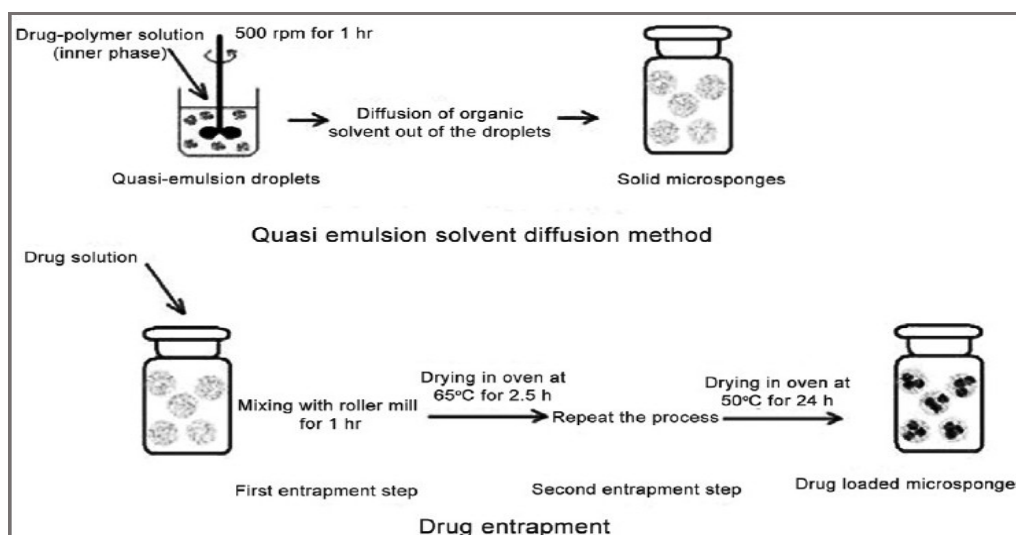 Drug-polymer solution
(inner phase)
500 rpm for 1 hr
Diffusion of organic
solvent out of the droplets
Quasi-emulsion droplets
Solid microsponges
Quasi emulsion solvent diffusion method
Drug solution
Mixing with roller mill
for 1 hr
Drying in oven at
65°C for 2.5 h
Repeat the process
Drying in oven at
50°C for 24 h
First entrapment step
Second entrapment step
Drug loaded microsponges
Drug entrapment